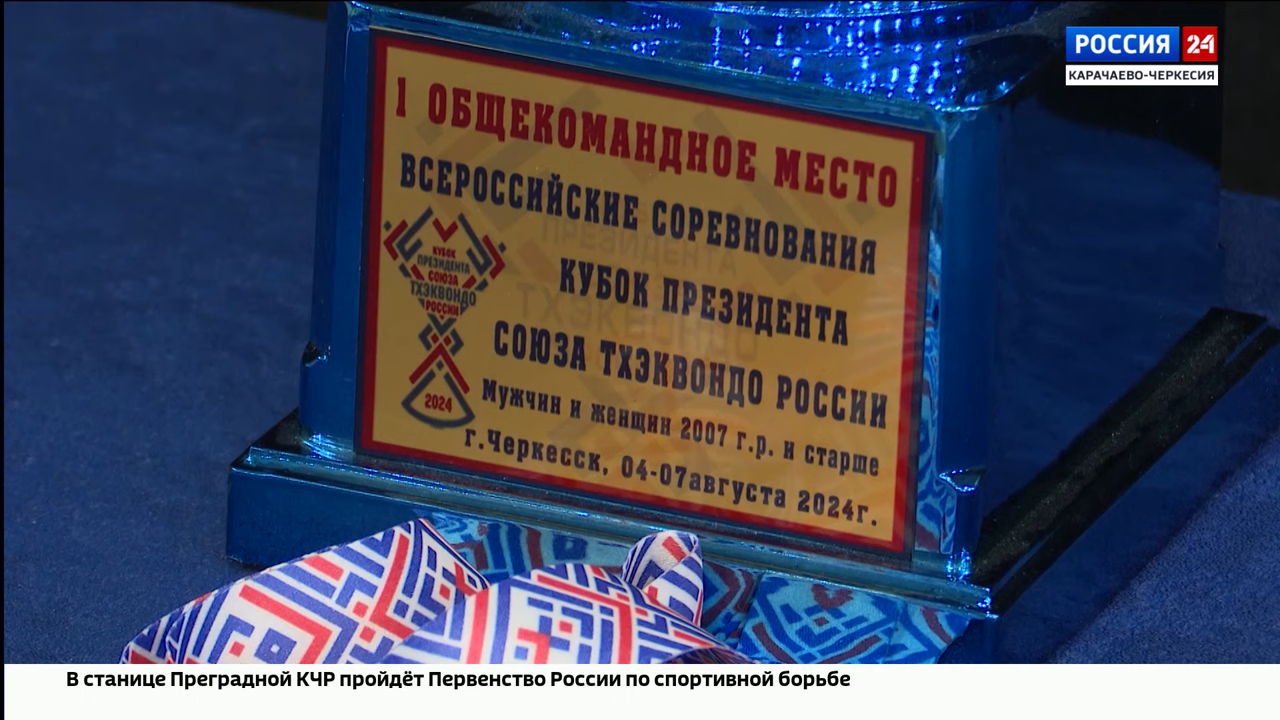 РОССИЯ 24
КАРАЧАЕВО-ЧЕРКЕСИЯ
1 ОБЩЕКОМАНДНОЕ МЕСТО
ВСЕРОССИЙСКИЕ СОРЕВНОВАНИЯ
КУБОК ПРЕЗИДЕНТА
СОЮЗА ТХЭКВОНДО РОССИИ
Мужчин и женщин 2007 г.р. и старше
г.Черкесск, 04-07августа 2024г.
КУБОК
ПРЕЗИДЕНТА
СОЮЗА
ТХЭКВОНДО
РОССИИ
2024
В станице Преградной КЧР пройдёт Первенство России по спортивной борьбе